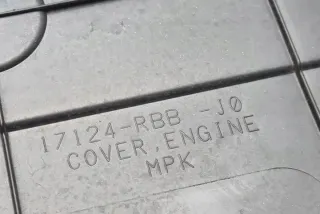 17124-RBB -J0
COVER,ENGINE
MPK